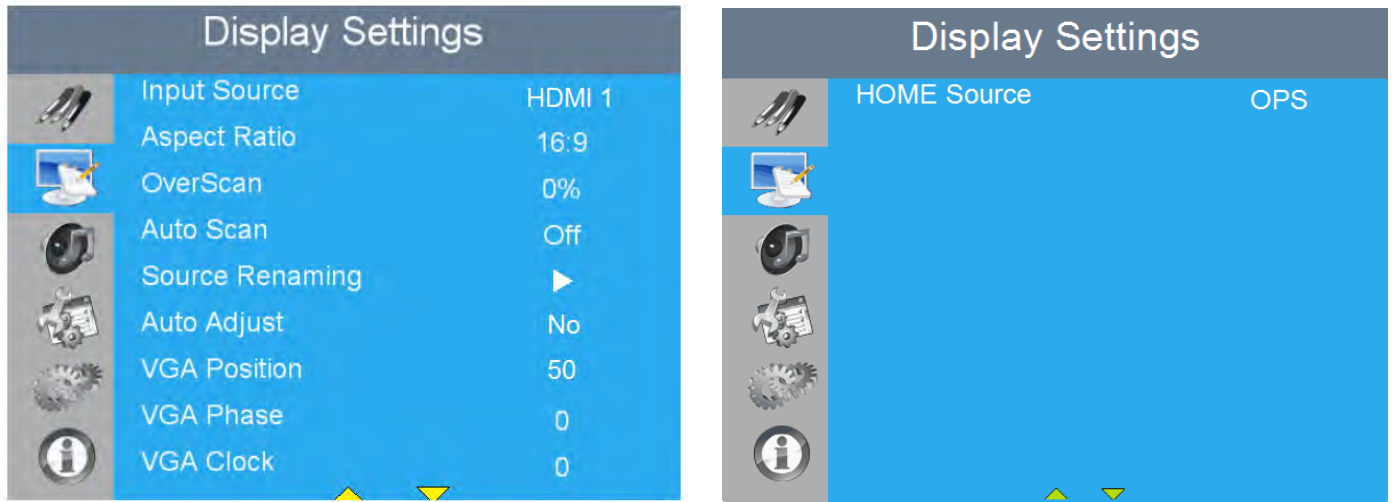 Display Settings
Input Source HDMI 1
Aspect Ratio 16:9
OverScan 0%
Auto Scan Off
Source Renaming
Auto Adjust No
VGA Position 50
VGA Phase 0
VGA Clock 0
Display Settings
HOME Source OPS